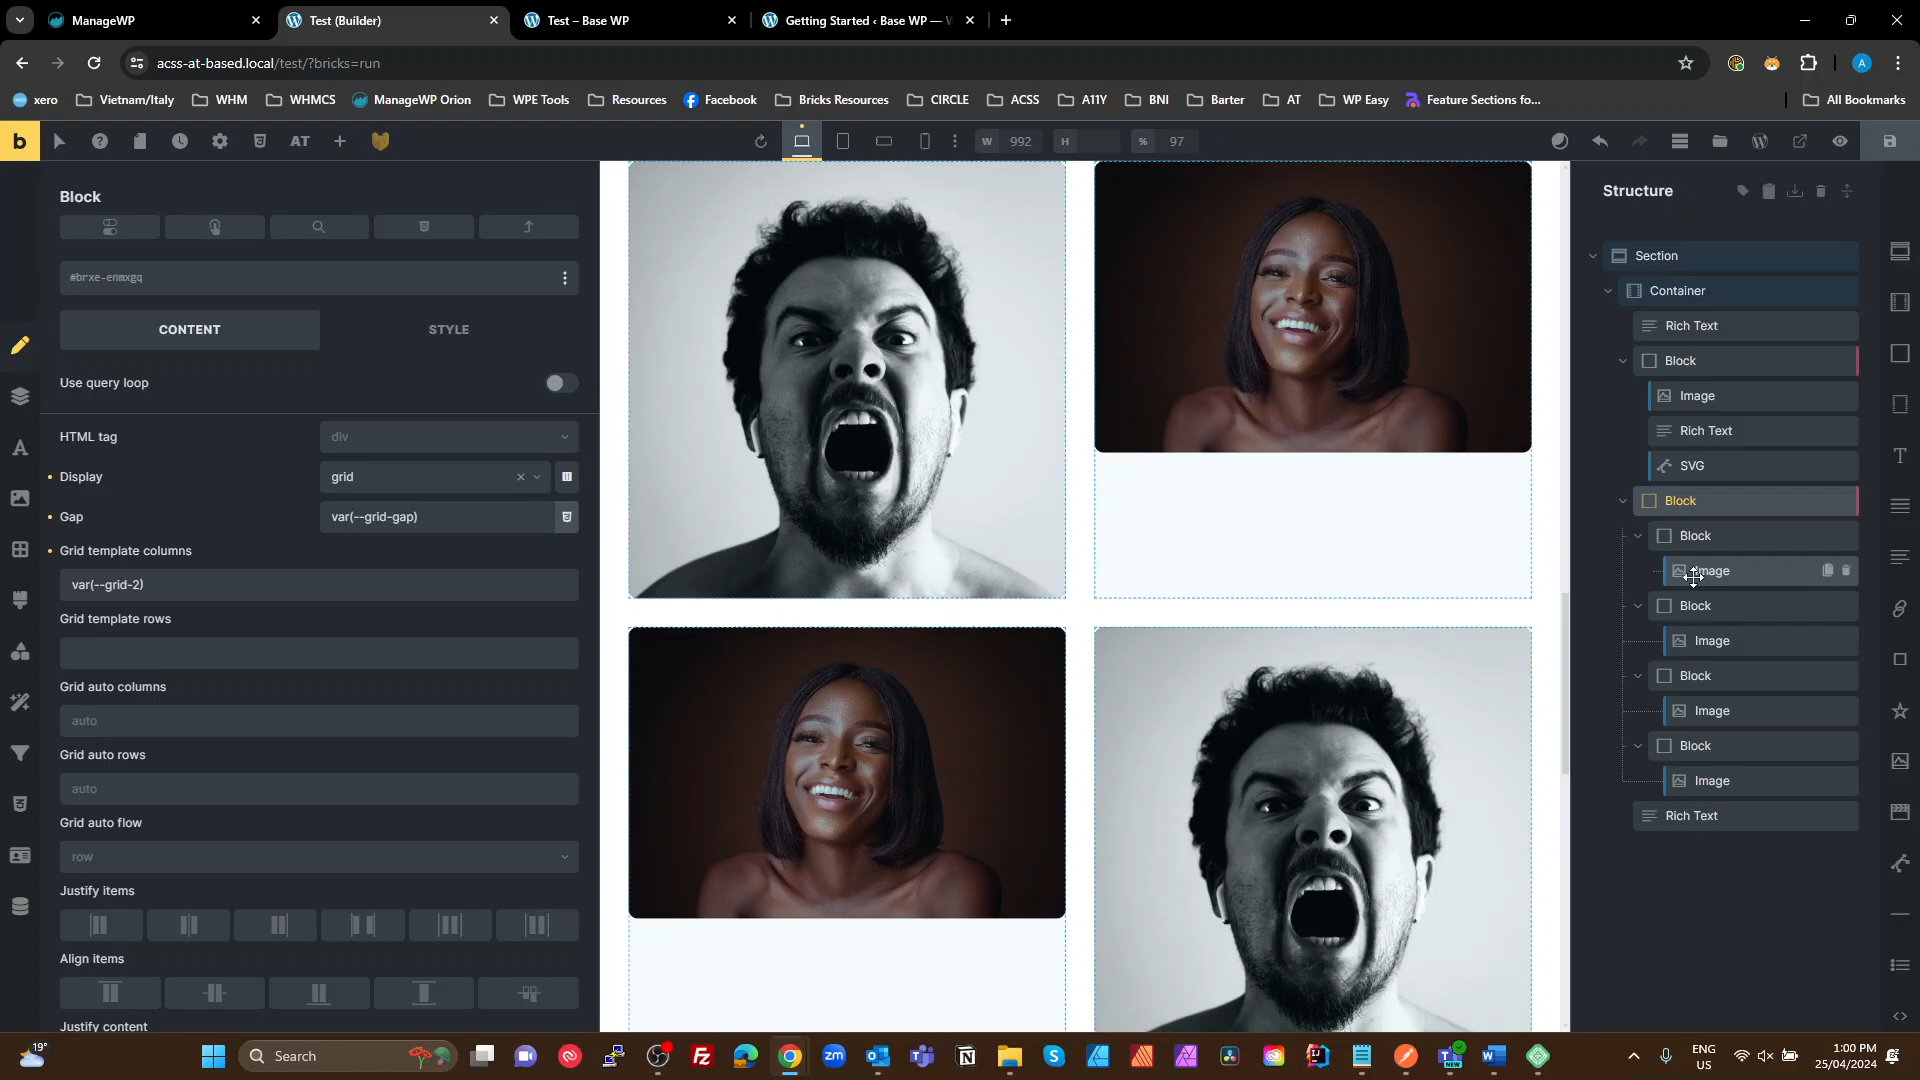 ManageWP
Test (Builder)
Test – Base WP
Getting Started ‹ Base WP — W
acss-at-based.local/test/?bricks=run
xero
Vietnam/Italy
WHM
WHMCS
ManageWP Orion
WPE Tools
Resources
Facebook
Bricks Resources
CIRCLE
ACSS
A11Y
BNI
Barter
AT
WP Easy
Feature Sections fo...
All Bookmarks
b
AT
W 992
H
% 97
Block
#brxe-enmxgq
CONTENT
STYLE
Use query loop
HTML tag
div
Display
grid
Gap
var(--grid-gap)
Grid template columns
var(--grid-2)
Grid template rows
Grid auto columns
auto
Grid auto rows
auto
Grid auto flow
row
Justify items
Align items
Justify content
Structure
Section
Container
Rich Text
Block
Image
Rich Text
SVG
Block
Block
Image
Block
Image
Block
Image
Block
Image
Rich Text
19°
Search
ENG
US
1:00 PM
25/04/2024